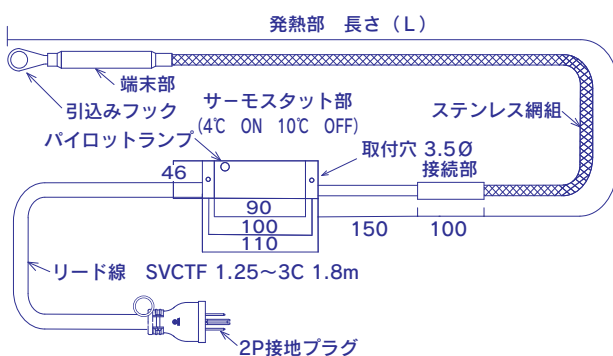 発熱部 長さ（L）
端末部
引込みフック
サーモスタット部
(4℃ ON 10℃ OFF)
パイロットランプ
ステンレス網組
取付穴 3.5Ø
接続部
46
90
100
110
150
100
リード線 SVCTF 1.25～3C 1.8m
2P接地プラグ